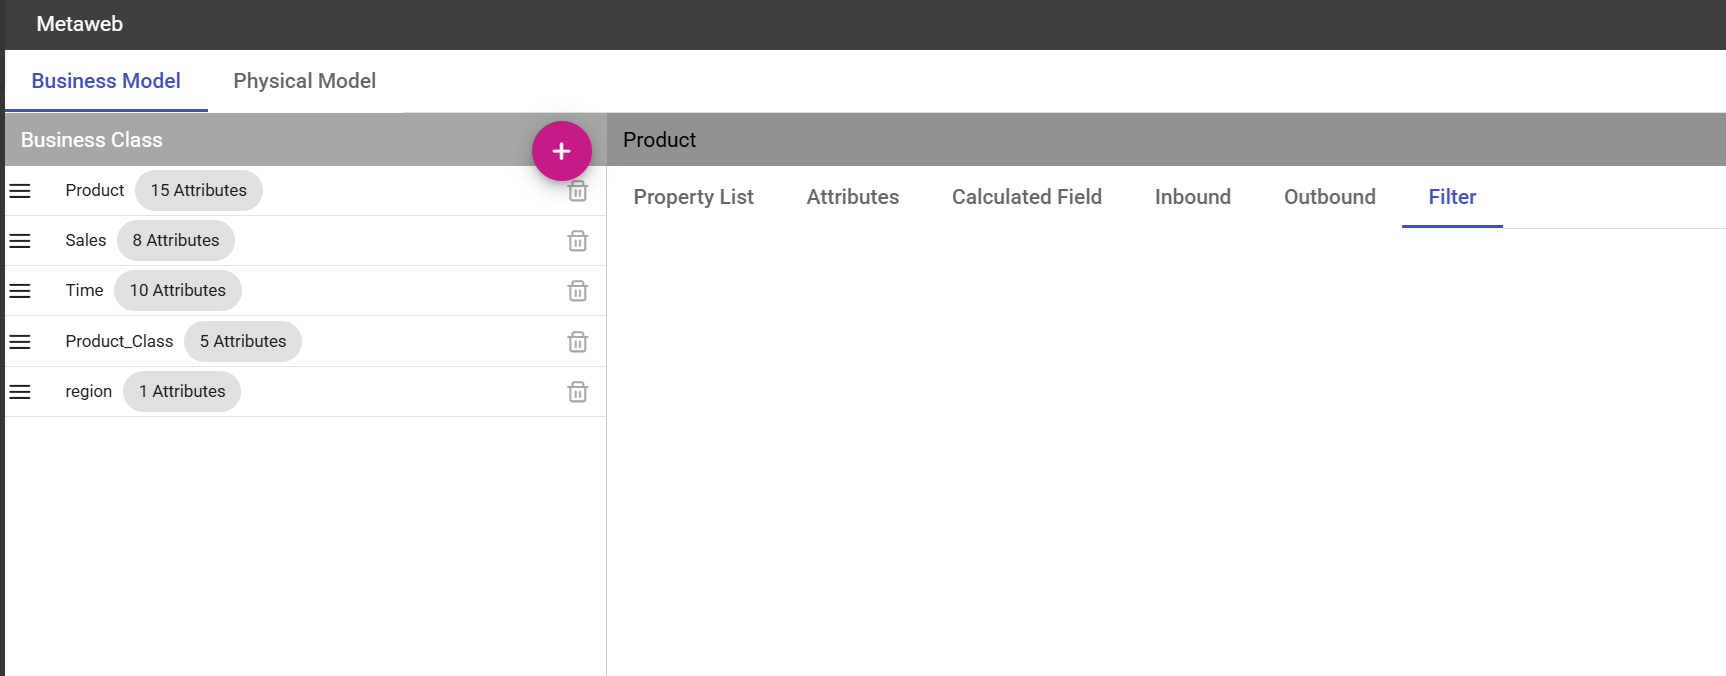 Metaweb
Business Model Physical Model
Business Class
Product 15 Attributes
Sales 8 Attributes
Time 10 Attributes
Product_Class 5 Attributes
region 1 Attributes
Product
Property List Attributes Calculated Field Inbound Outbound Filter